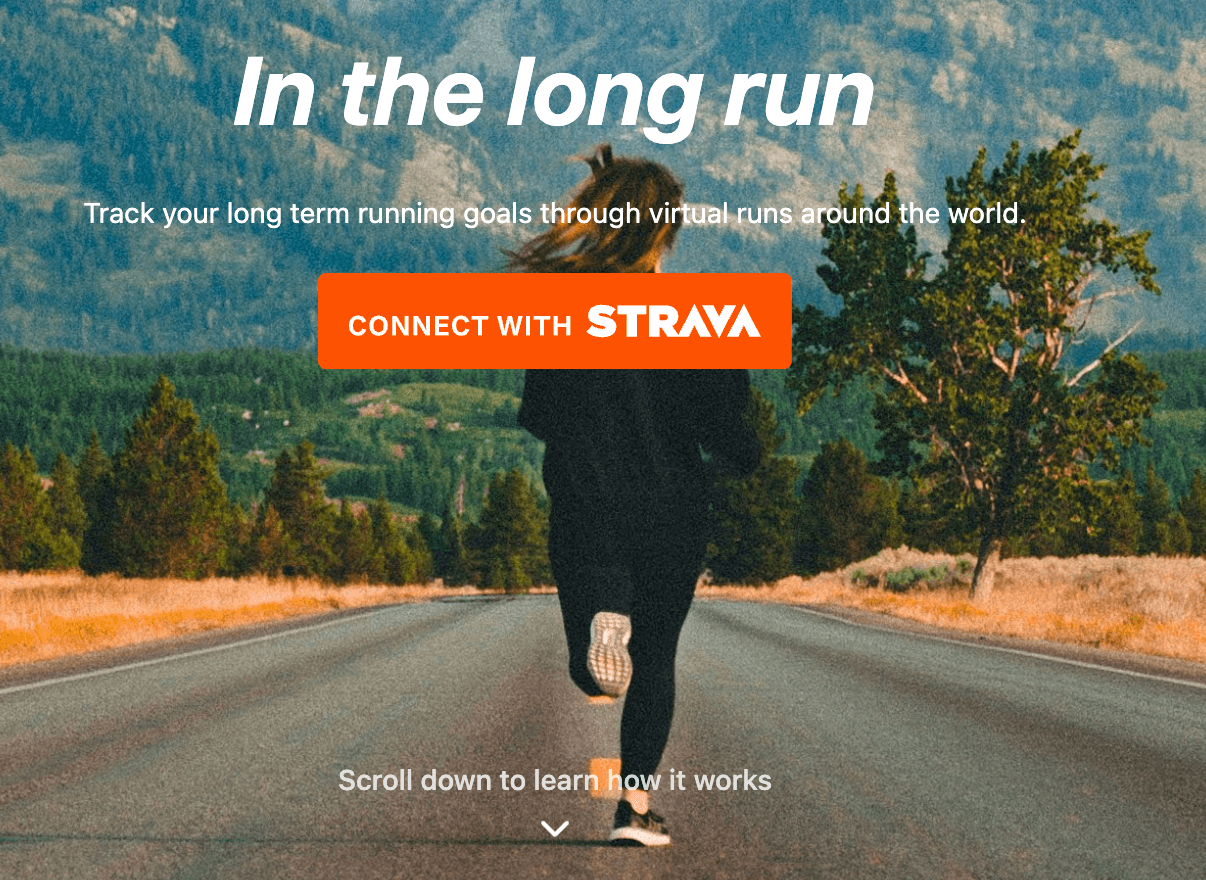 In the long run
Track your long term running goals through virtual runs around the world.
CONNECT WITH STRAVA
Scroll down to learn how it works